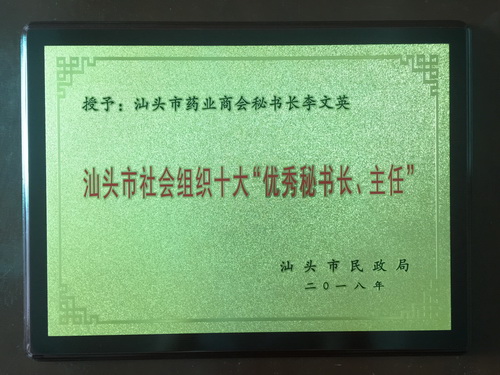 授予：汕头市药业商会秘书长李文英
汕头市社会组织十大“优秀秘书长、主任”
汕头市民政局
二〇一八年